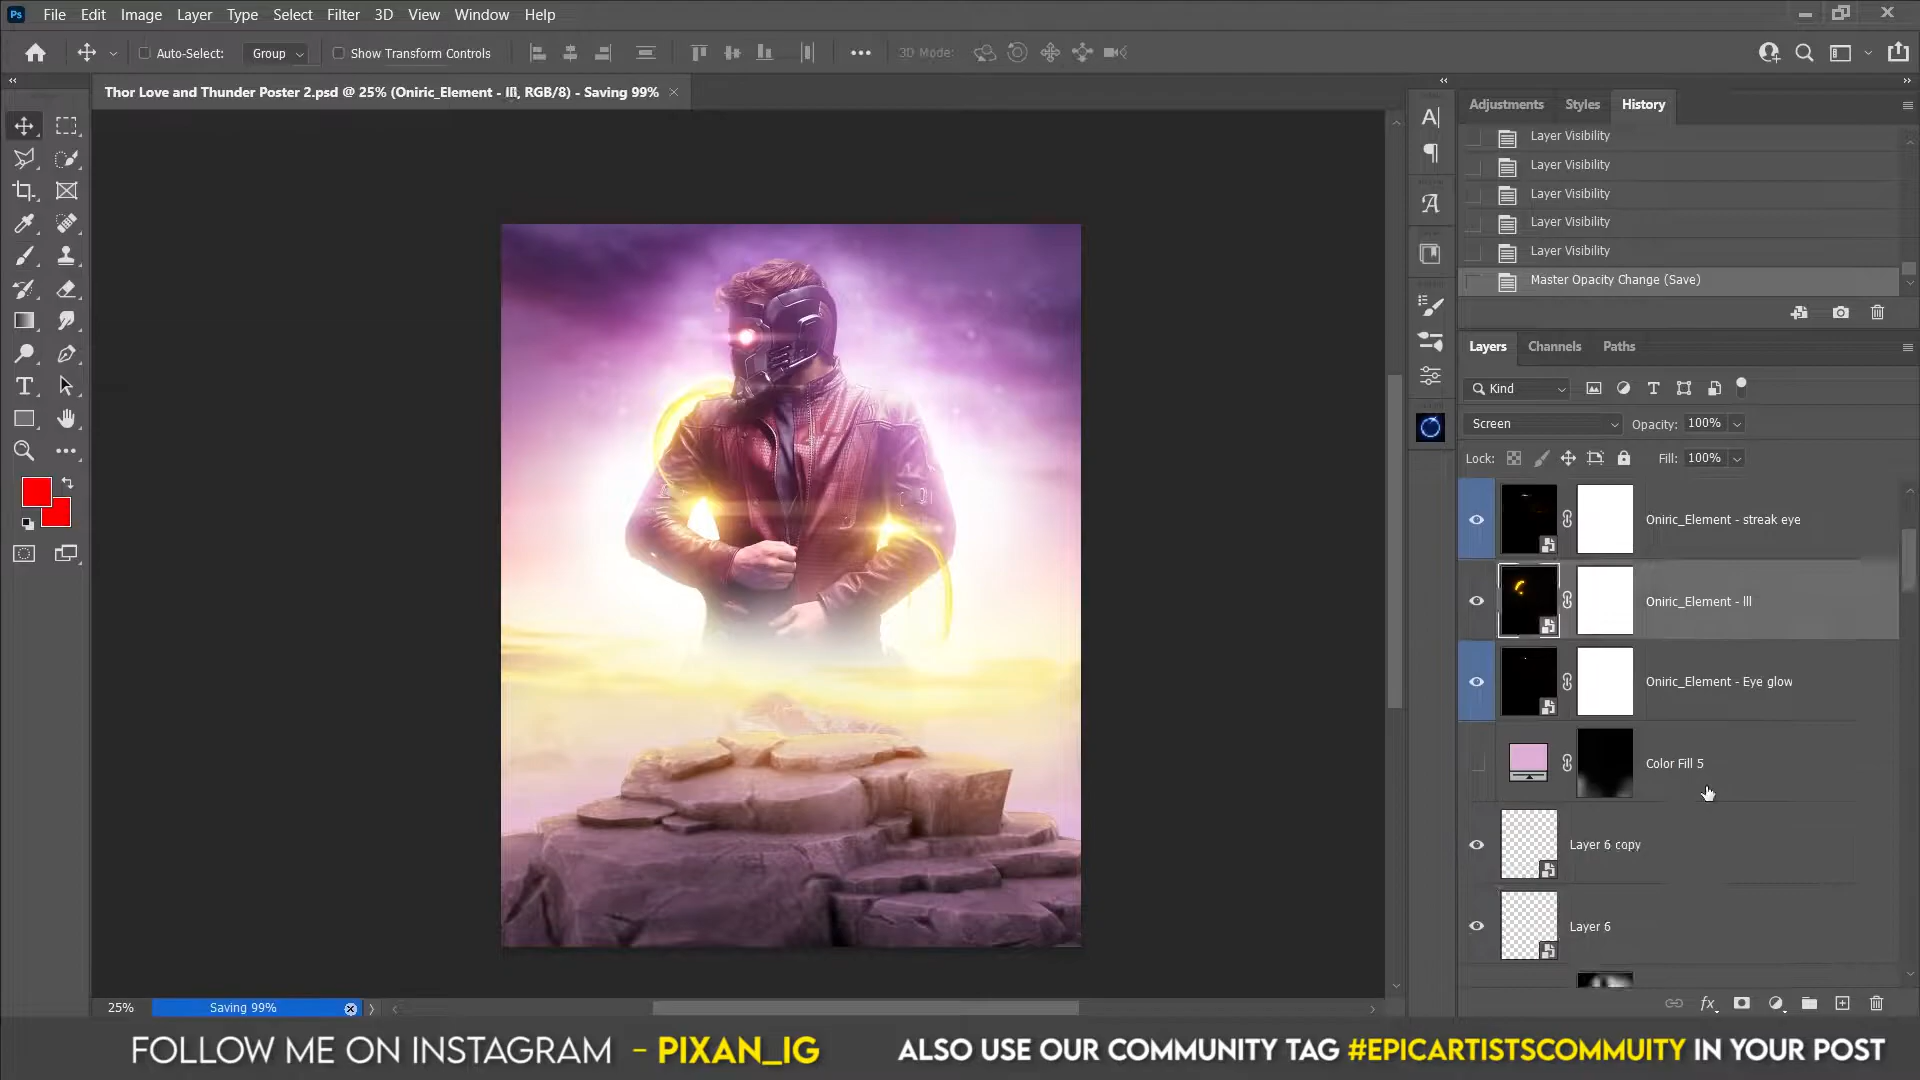 Ps File Edit Image Layer Type Select Filter 3D View Window Help
Auto-Select: Group Show Transform Controls 3D Mode:
Thor Love and Thunder Poster 2.psd @ 25% (Oniric_Element - lll, RGB/8) - Saving 99%
Adjustments Styles History
Layer Visibility
Layer Visibility
Layer Visibility
Layer Visibility
Layer Visibility
Master Opacity Change (Save)
Layers Channels Paths
Kind
Screen Opacity: 100%
Lock: Fill: 100%
Oniric_Element - streak eye
Oniric_Element - lll
Oniric_Element - Eye glow
Color Fill 5
Layer 6 copy
Layer 6
25% Saving 99%
FOLLOW ME ON INSTAGRAM - PIXAN_IG ALSO USE OUR COMMUNITY TAG #EPICARTISTSCOMMUITY IN YOUR POST